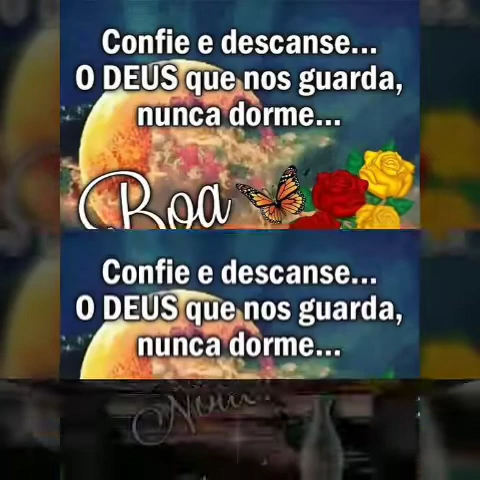 Confie e descanse...
O DEUS que nos guarda,
nunca dorme...
Boa
Confie e descanse...
O DEUS que nos guarda,
nunca dorme...